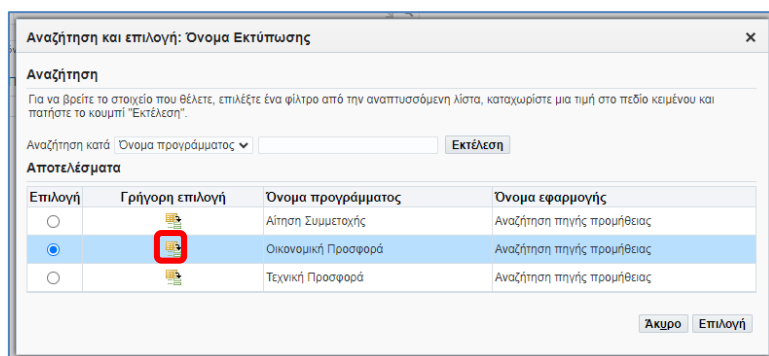 Αναζήτηση και επιλογή: Όνομα Εκτύπωσης
Αναζήτηση
Για να βρείτε το στοιχείο που θέλετε, επιλέξτε ένα φίλτρο από την αναπτυσσόμενη λίστα, καταχωρίστε μια τιμή στο πεδίο κειμένου και
πατήστε το κουμπί "Εκτέλεση".
Αναζήτηση κατά Όνομα προγράμματος Εκτέλεση
Αποτελέσματα
Επιλογή Γρήγορη επιλογή Όνομα προγράμματος Όνομα εφαρμογής
Αίτηση Συμμετοχής Αναζήτηση πηγής προμήθειας
Οικονομική Προσφορά Αναζήτηση πηγής προμήθειας
Τεχνική Προσφορά Αναζήτηση πηγής προμήθειας
Άκυρο Επιλογή